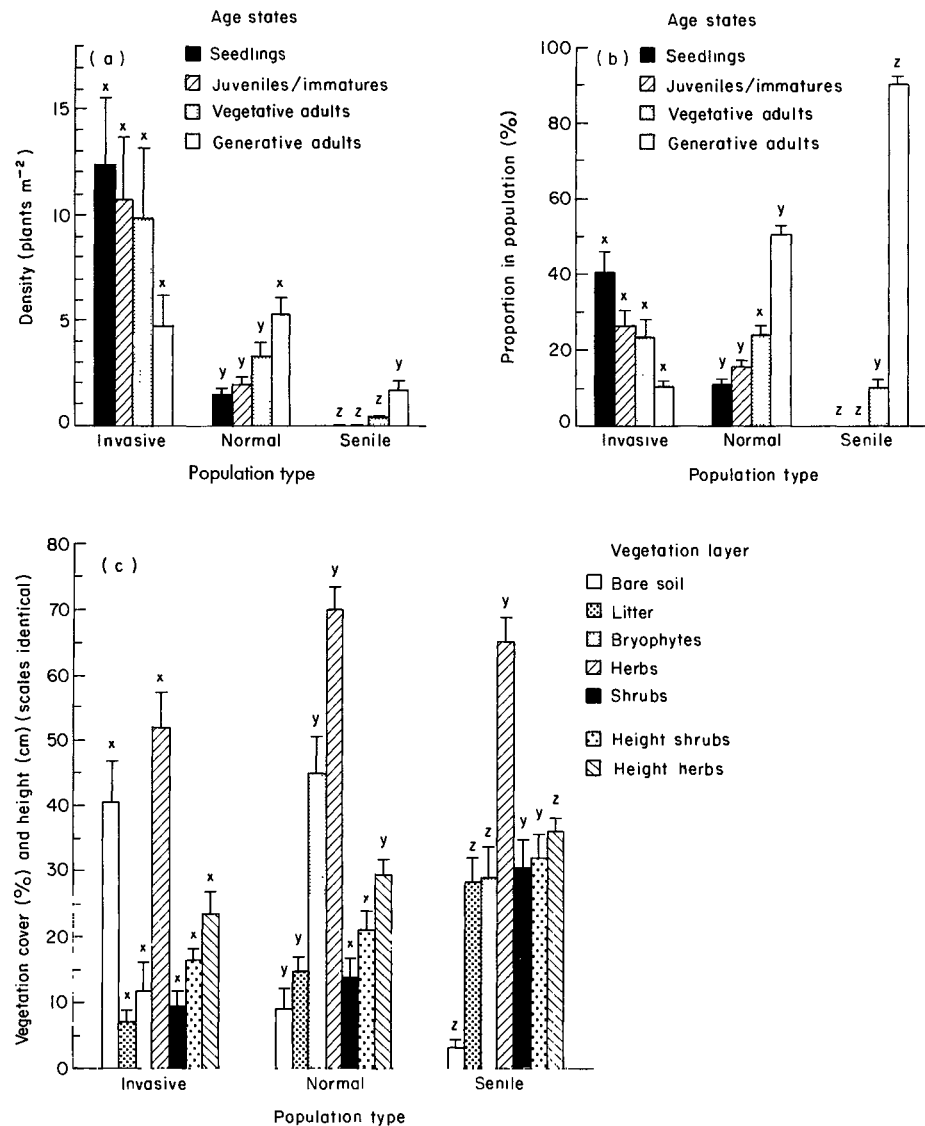 Age states
(a)
Seedlings
Juveniles/immatures
Vegetative adults
Generative adults
Density (plants m⁻²)
15
10
5
0
x x x x
y y y x
z z z y
Invasive Normal Senile
Population type
Age states
(b)
Seedlings
Juveniles/immatures
Vegetative adults
Generative adults
Proportion in population (%)
100
80
60
40
20
0
x x x x
y y x y
z z y z
Invasive Normal Senile
Population type
(c)
Vegetation cover (%) and height (cm) (scales identical)
80
70
60
50
40
30
20
10
0
x x x x x x x
y y y y x x y
z z z y y y z
Invasive Normal Senile
Population type
Vegetation layer
Bare soil
Litter
Bryophytes
Herbs
Shrubs
Height shrubs
Height herbs